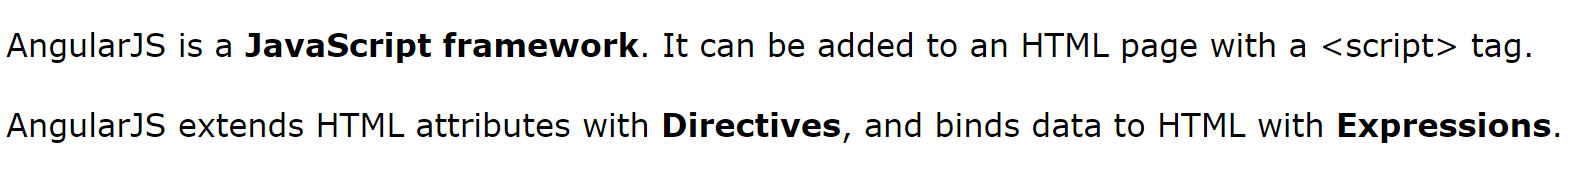 AngularJS is a JavaScript framework. It can be added to an HTML page with a <script> tag.
AngularJS extends HTML attributes with Directives, and binds data to HTML with Expressions.